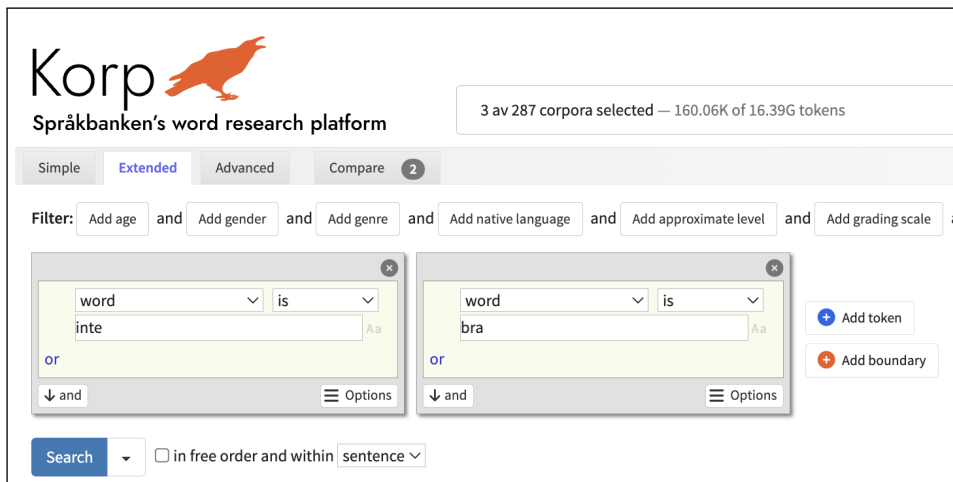 Korp
Språkbanken's word research platform
3 av 287 corpora selected — 160.06K of 16.39G tokens
Simple Extended Advanced Compare 2
Filter: Add age and Add gender and Add genre and Add native language and Add approximate level and Add grading scale
word is word is
inte Aa bra Aa
or or
Add token
Add boundary
and Options and Options
Search in free order and within sentence